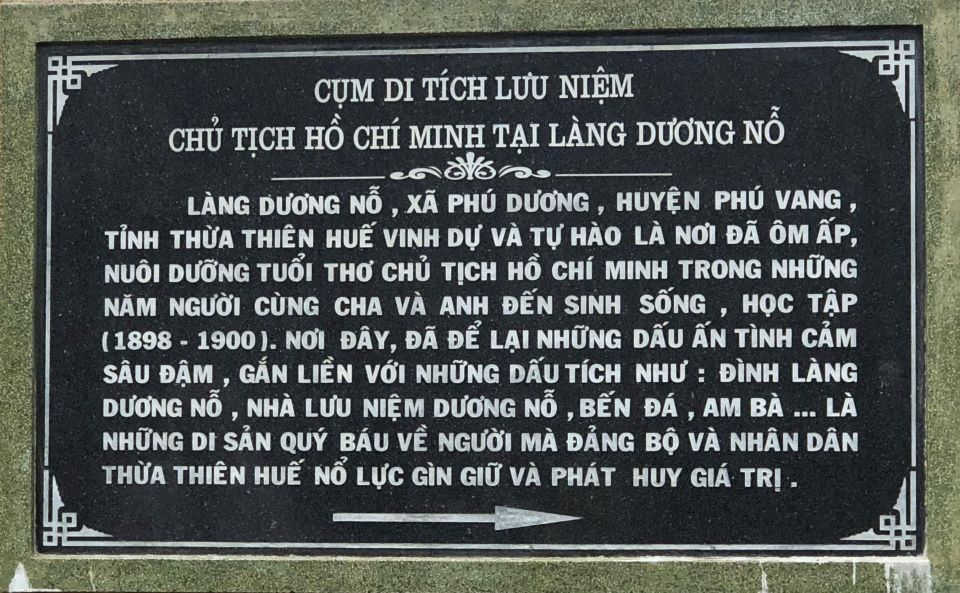 CỤM DI TÍCH LƯU NIỆM
CHỦ TỊCH HỒ CHÍ MINH TẠI LÀNG DƯƠNG NỖ
LÀNG DƯƠNG NỖ , XÃ PHÚ DƯƠNG , HUYỆN PHÚ VANG ,
TỈNH THỪA THIÊN HUẾ VINH DỰ VÀ TỰ HÀO LÀ NƠI ĐÃ ÔM ẤP,
NUÔI DƯỠNG TUỔI THƠ CHỦ TỊCH HỒ CHÍ MINH TRONG NHỮNG
NĂM NGƯỜI CÙNG CHA VÀ ANH ĐẾN SINH SỐNG , HỌC TẬP
(1898 - 1900). NƠI ĐÂY, ĐÃ ĐỂ LẠI NHỮNG DẤU ẤN TÌNH CẢM
SÂU ĐẬM , GẮN LIỀN VỚI NHỮNG DẤU TÍCH NHƯ : ĐÌNH LÀNG
DƯƠNG NỖ , NHÀ LƯU NIỆM DƯƠNG NỖ , BẾN ĐÁ , AM BÀ ... LÀ
NHỮNG DI SẢN QUÝ BÁU VỀ NGƯỜI MÀ ĐẢNG BỘ VÀ NHÂN DÂN
THỪA THIÊN HUẾ NỔ LỰC GÌN GIỮ VÀ PHÁT HUY GIÁ TRỊ .